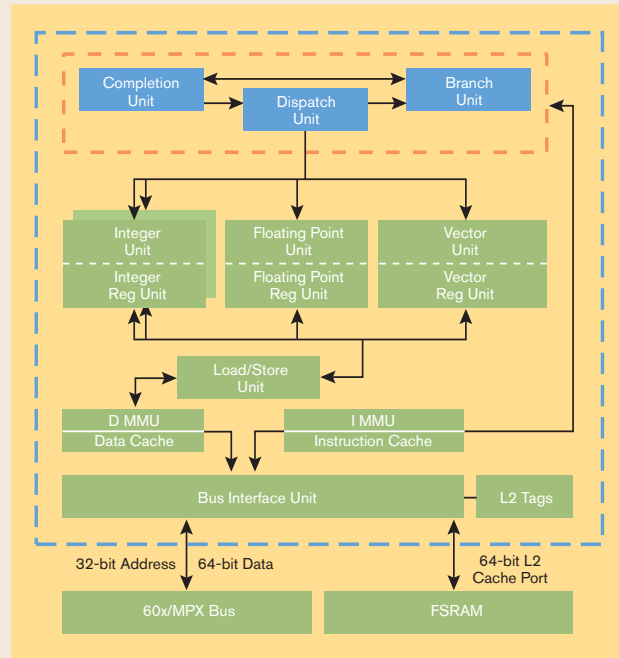 Completion
Unit
Dispatch
Unit
Branch
Unit
Integer
Unit
Integer
Reg Unit
Floating Point
Unit
Floating Point
Reg Unit
Vector
Unit
Vector
Reg Unit
Load/Store
Unit
D MMU
Data Cache
I MMU
Instruction Cache
Bus Interface Unit
L2 Tags
32-bit Address
64-bit Data
64-bit L2
Cache Port
60x/MPX Bus
FSRAM